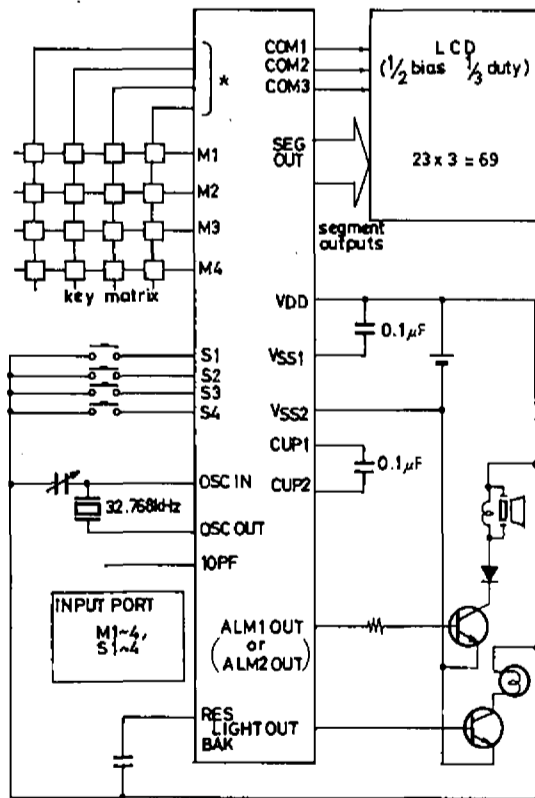 COM1
COM2
COM3
LCD
(1/2 bias 1/3 duty)
*
SEG
OUT
23 x 3 = 69
segment
outputs
M1
M2
M3
M4
key matrix
VDD
0.1μF
VSS1
S1
S2
S3
S4
VSS2
CUP1
0.1μF
CUP2
OSC IN
32.768kHz
OSC OUT
10PF
INPUT PORT
M1~4,
S1~4
ALM1 OUT
or
(ALM2 OUT)
RES
LIGHT OUT
BAK